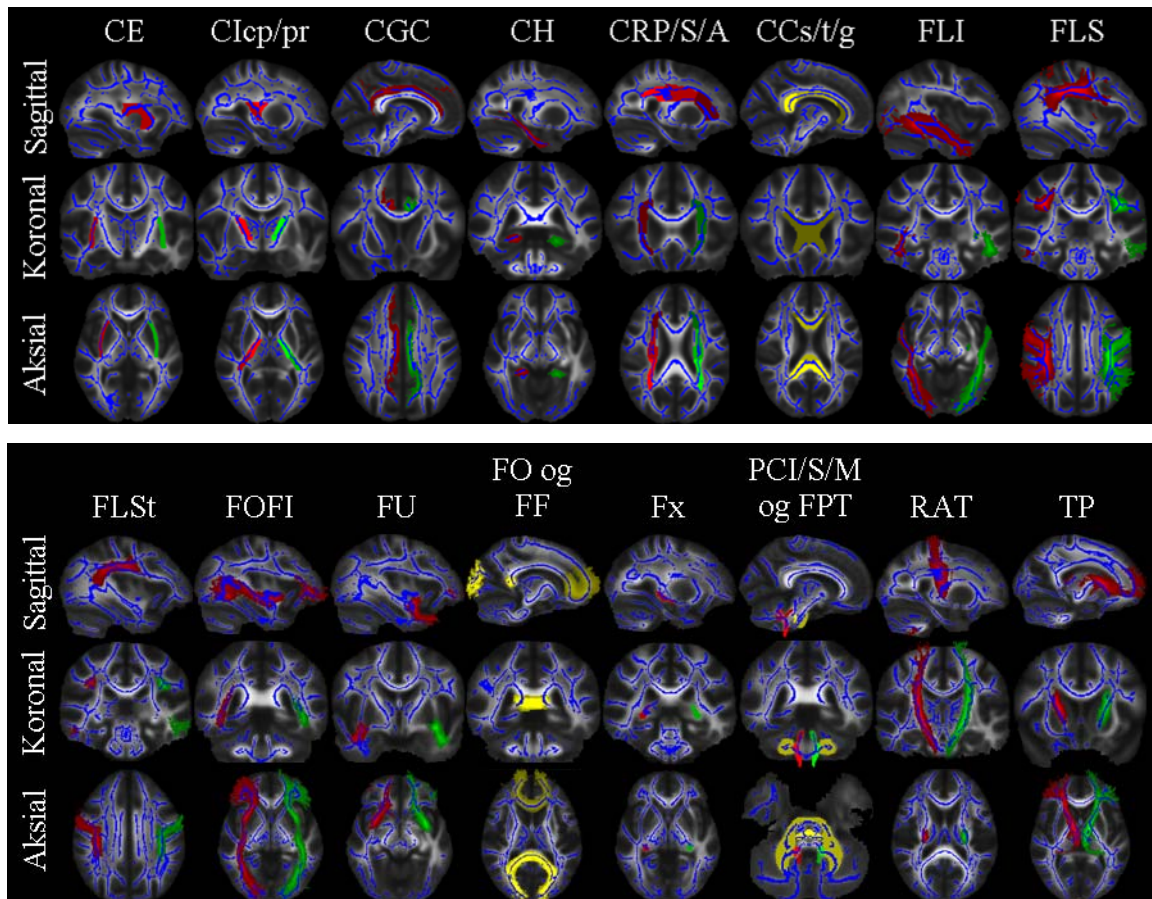 CE CIcp/pr CGC CH CRP/S/A CCs/t/g FLI FLS
Sagittal
Koronal
Aksial
FLSt FOFI FU FO og FF Fx PCI/S/M og FPT RAT TP
Sagittal
Koronal
Aksial